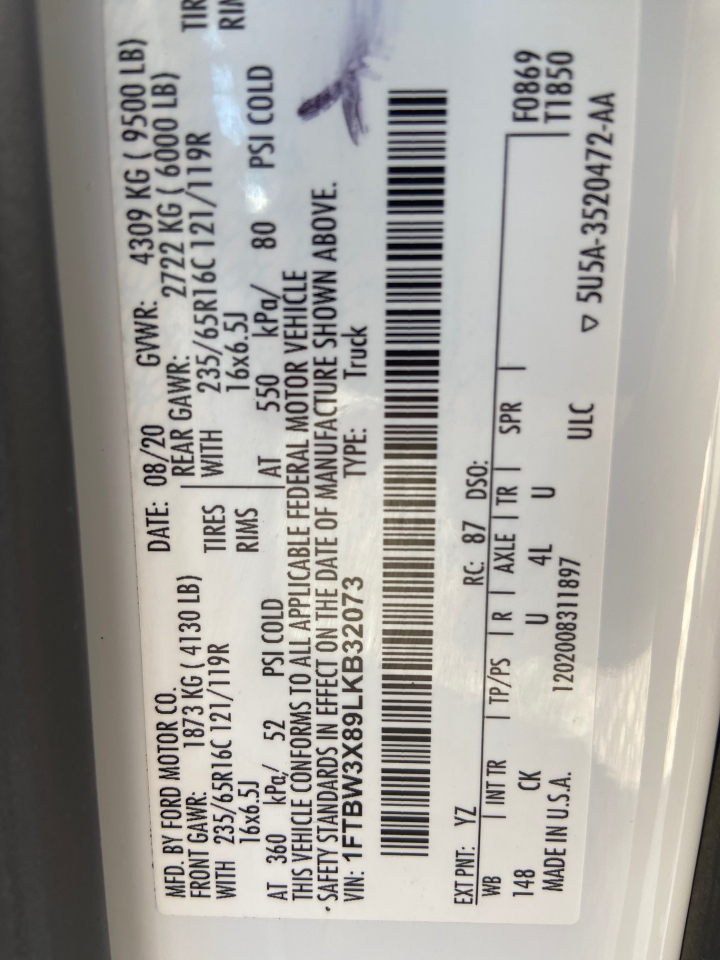 MFD. BY FORD MOTOR CO. DATE: 08/20 GVWR: 4309 KG ( 9500 LB)
FRONT GAWR: 1873 KG ( 4130 LB) REAR GAWR: 2722 KG ( 6000 LB)
WITH 235/65R16C 121/119R TIRES WITH 235/65R16C 121/119R TIR
16x6.5J RIMS 16x6.5J RIM
AT 360 kPa/ 52 PSI COLD AT 550 kPa/ 80 PSI COLD
THIS VEHICLE CONFORMS TO ALL APPLICABLE FEDERAL MOTOR VEHICLE
SAFETY STANDARDS IN EFFECT ON THE DATE OF MANUFACTURE SHOWN ABOVE.
VIN: 1FTBW3X89LKB32073 TYPE: Truck
EXT PNT: YZ RC: 87 DSO: F0869
WB INT TR TP/PS R AXLE TR SPR T1850
148 CK U 4L U
MADE IN U.S.A. 1202008311897 ULC ▽ 5U5A-3520472-AA